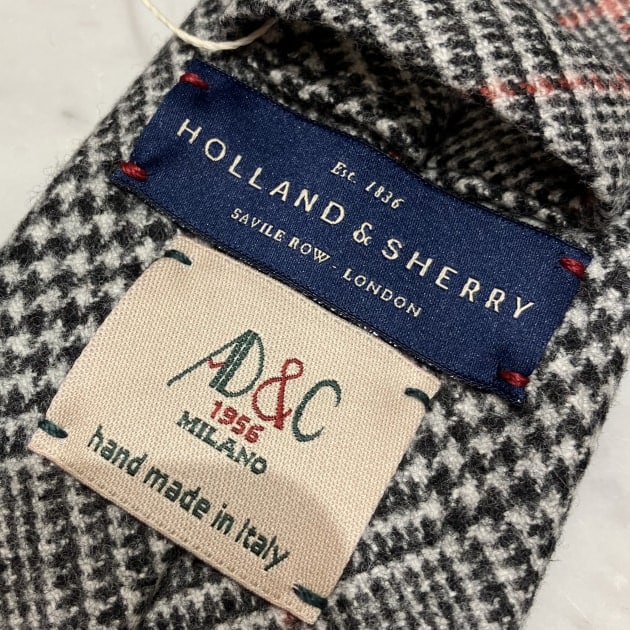 Est. 1836
HOLLAND & SHERRY
SAVILE ROW - LONDON
AD&C
1956
MILANO
hand made in Italy